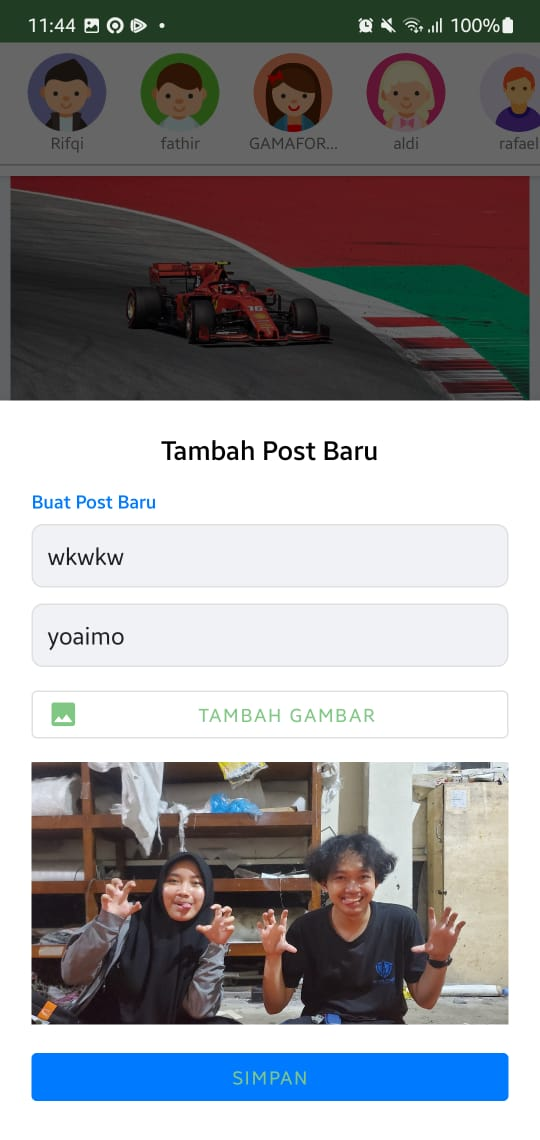 11:44
100%
Rifqi
fathir
GAMAFOR...
aldi
rafael
16
Tambah Post Baru
Buat Post Baru
wkwkw
yoaimo
TAMBAH GAMBAR
SIMPAN